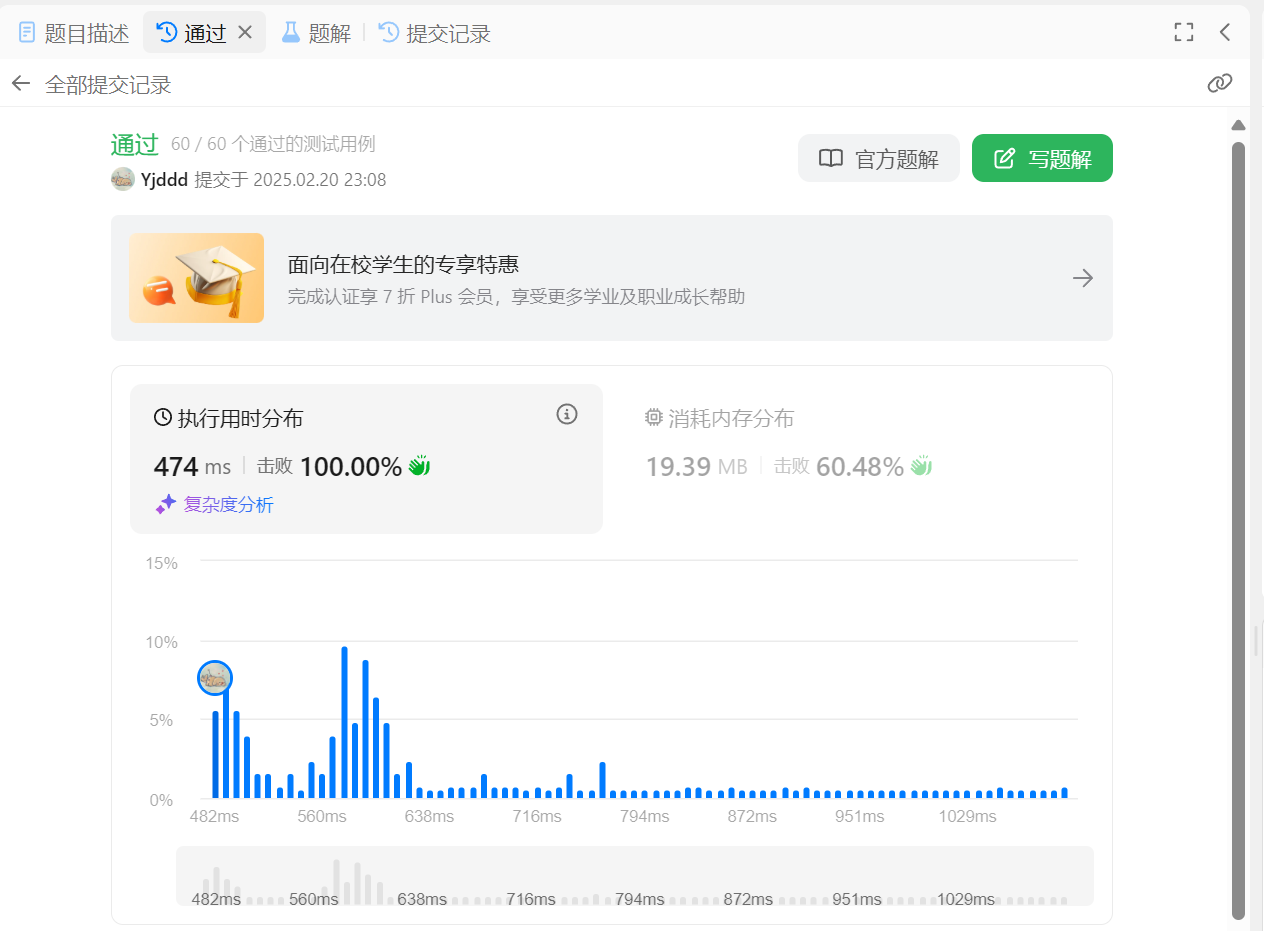 题目描述 通过 题解 提交记录
全部提交记录
通过 60 / 60 个通过的测试用例
Yjddd 提交于 2025.02.20 23:08
官方题解 写题解
面向在校学生的专享特惠
完成认证享 7 折 Plus 会员，享受更多学业及职业成长帮助
执行用时分布
474 ms 击败 100.00%
复杂度分析
消耗内存分布
19.39 MB 击败 60.48%
15%
10%
5%
0%
482ms 560ms 638ms 716ms 794ms 872ms 951ms 1029ms
482ms 560ms 638ms 716ms 794ms 872ms 951ms 1029ms